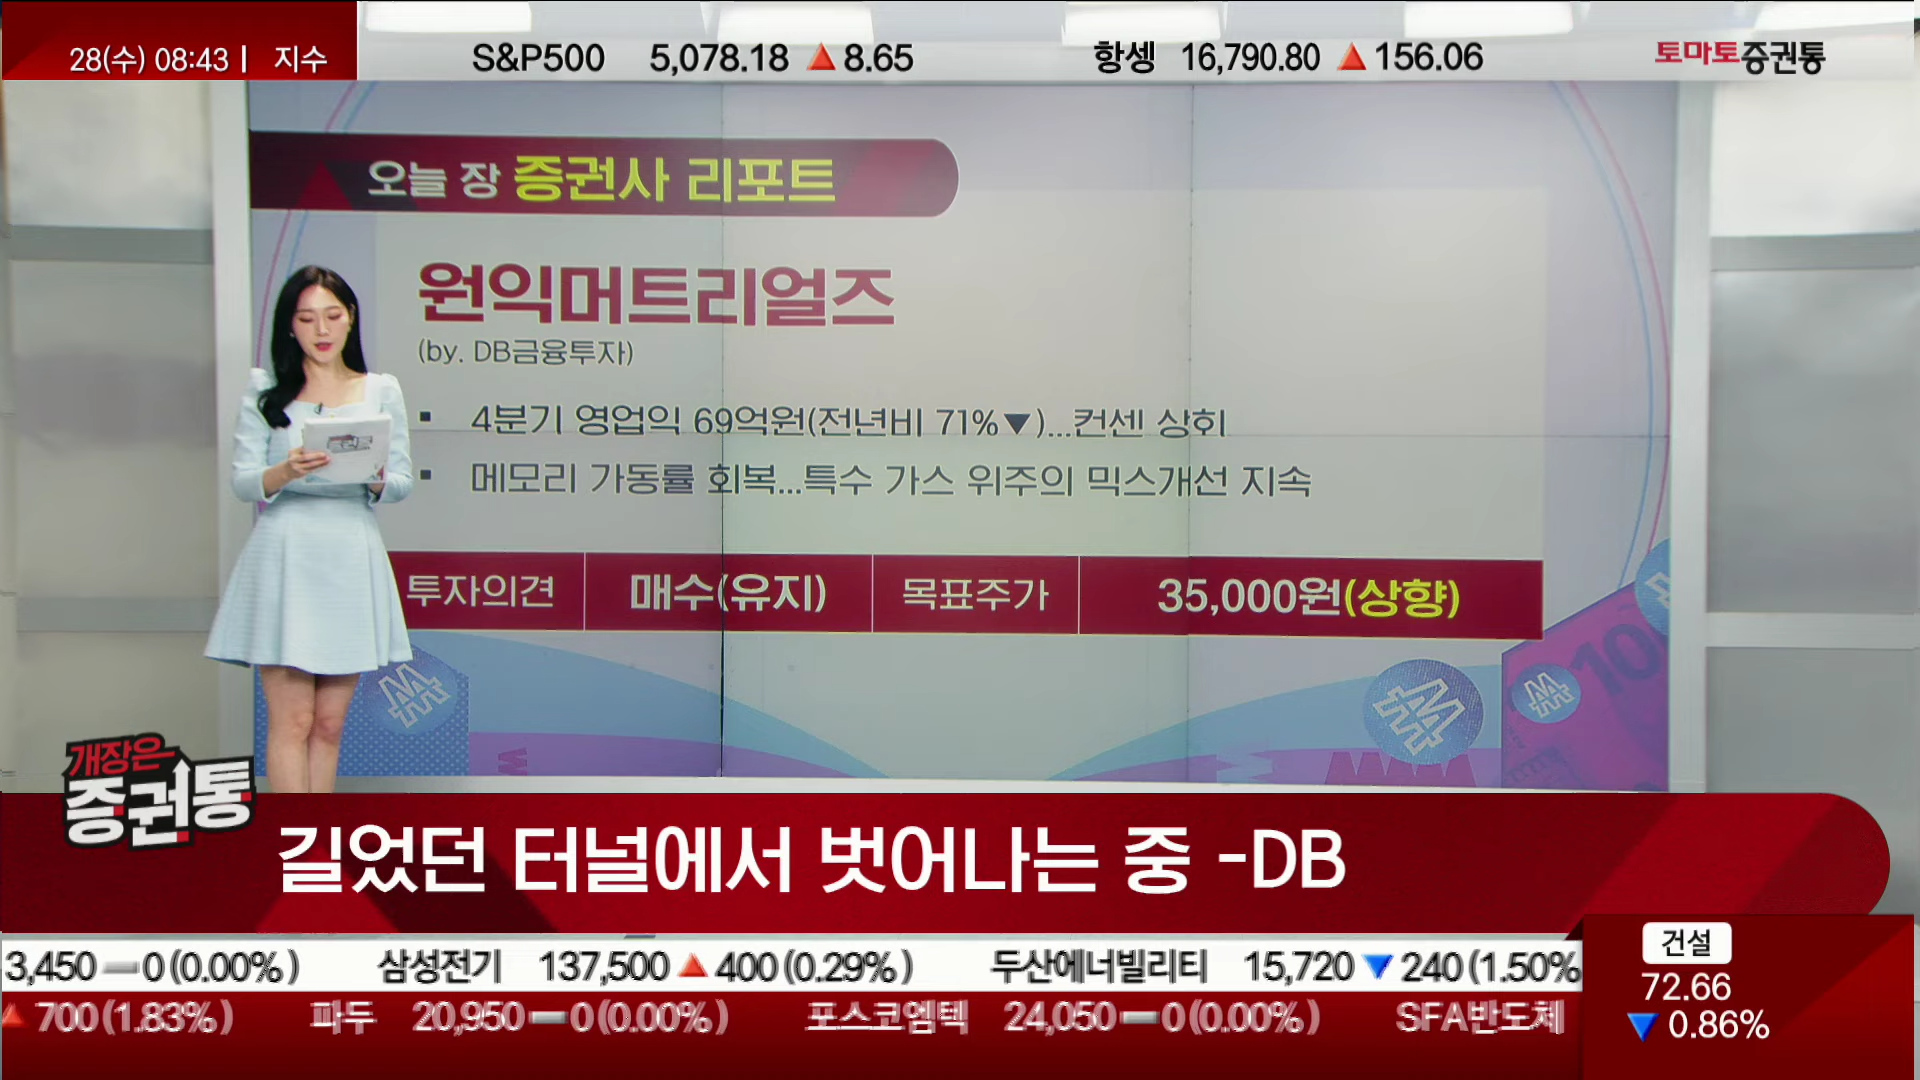 28(수) 08:43 | 지수 S&P500 5,078.18 ▲ 8.65 항셍 16,790.80 ▲ 156.06 토마토증권통
오늘 장 증권사 리포트
원익머트리얼즈
(by. DB금융투자)
▪ 4분기 영업익 69억원(전년비 71%▼)...컨센 상회
▪ 메모리 가동률 회복...특수 가스 위주의 믹스개선 지속
투자의견 매수(유지) 목표주가 35,000원(상향)
개장은
증권통
길었던 터널에서 벗어나는 중 -DB
3,450 0(0.00%) 삼성전기 137,500 ▲ 400(0.29%) 두산에너빌리티 15,720 ▼ 240(1.50%
▲ 700(1.83%) 파두 20,950 0(0.00%) 포스코엠텍 24,050 0(0.00%) SFA반도체
건설
72.66
▼ 0.86%